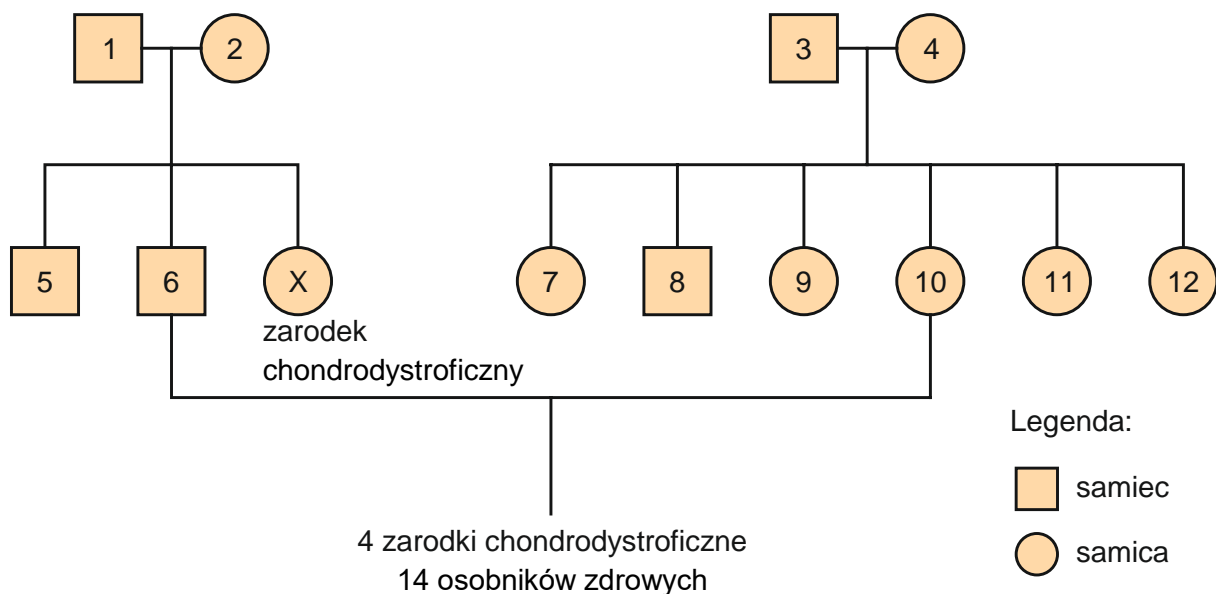 1 2 3 4
5 6 X 7 8 9 10 11 12
zarodek
chondrodystroficzny
Legenda:
samiec
samica
4 zarodki chondrodystroficzne
14 osobników zdrowych